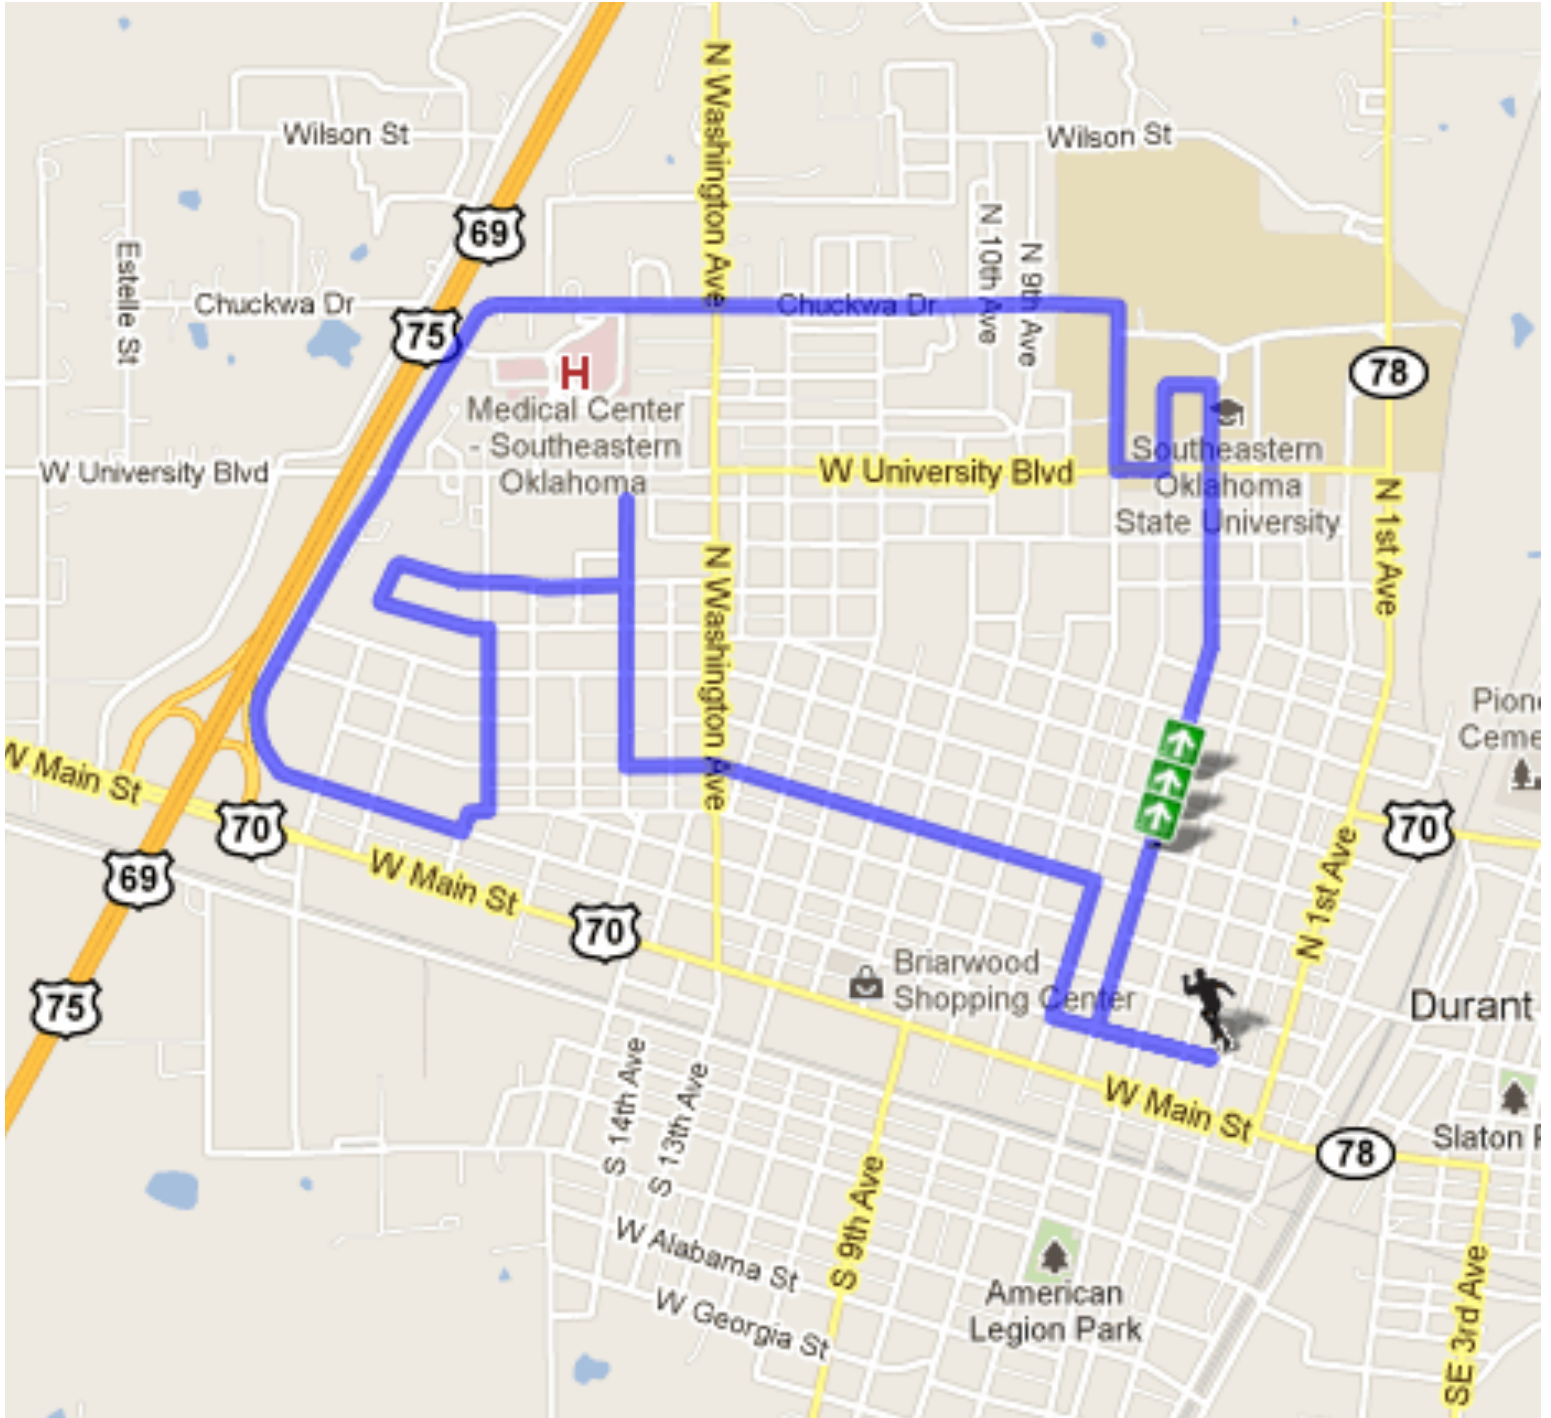 Wilson St
N Washington Ave
Wilson St
69
N 10th Ave
N 9th Ave
Estelle St
Chuckwa Dr
75
Chuckwa Dr
78
H
Medical Center
- Southeastern
Oklahoma
W University Blvd
W University Blvd
Southeastern
Oklahoma
State University
N 1st Ave
N Washington Ave
Pion
Ceme
W Main St
70
70
69
W Main St
N 1st Ave
70
Briarwood
Shopping Center
75
Durant
S 14th Ave
S 13th Ave
W Main St
78
Slaton
S 9th Ave
W Alabama St
W Georgia St
American
Legion Park
SE 3rd Ave